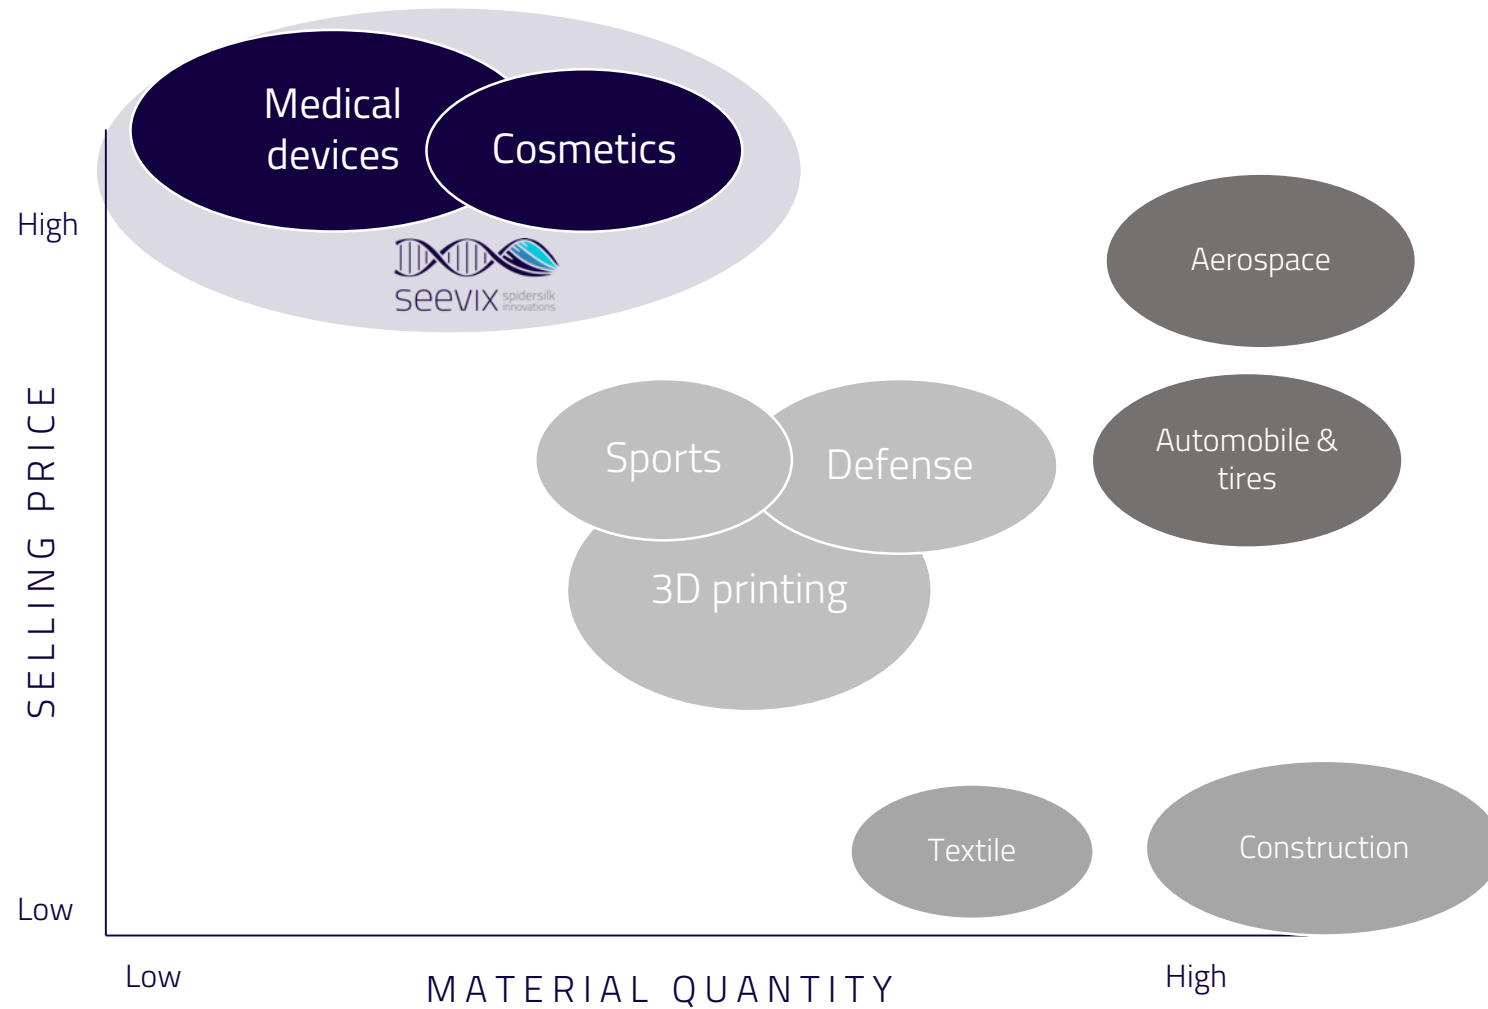 Medical
devices
Cosmetics
High
seevix spidersilk
innovations
Aerospace
SELLING PRICE
Sports
Defense
Automobile &
tires
3D printing
Textile
Construction
Low
Low
MATERIAL QUANTITY
High